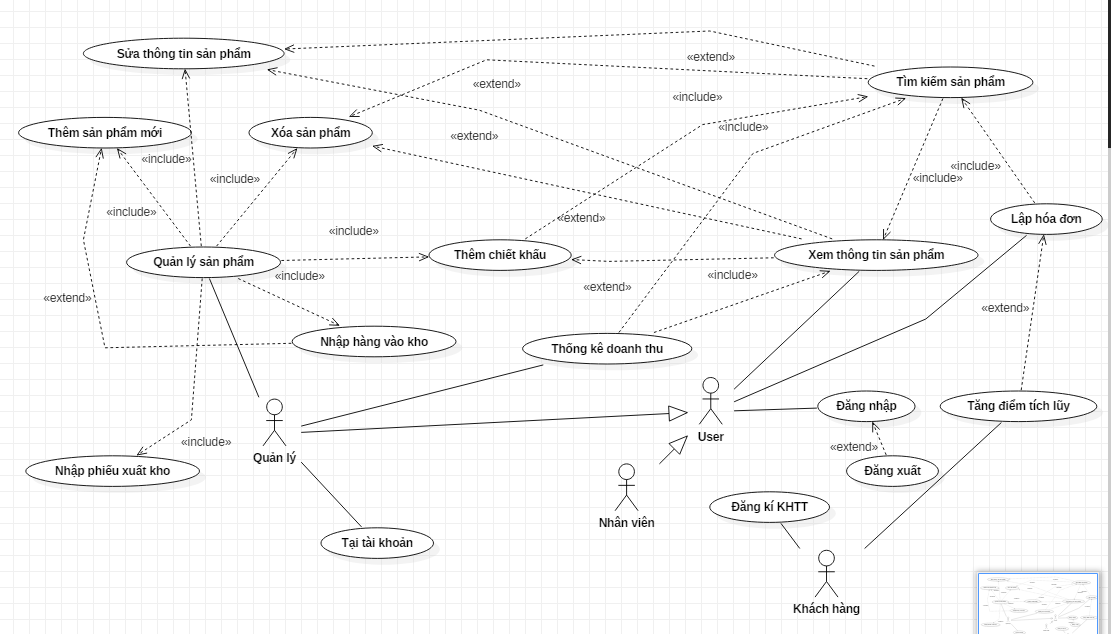 Sửa thông tin sản phẩm
«extend»
Tìm kiếm sản phẩm
«extend»
«include»
Thêm sản phẩm mới
Xóa sản phẩm
«extend»
«include»
«include»
«include»
«include»
«include»
«include»
«extend»
Lập hóa đơn
«include»
Quản lý sản phẩm
Thêm chiết khấu
Xem thông tin sản phẩm
«include»
«include»
«extend»
«extend»
«extend»
Nhập hàng vào kho
Thống kê doanh thu
Đăng nhập
Tăng điểm tích lũy
User
«include»
«extend»
Quản lý
Nhập phiếu xuất kho
Đăng xuất
Đăng kí KHTT
Nhân viên
Tại tài khoản
Khách hàng